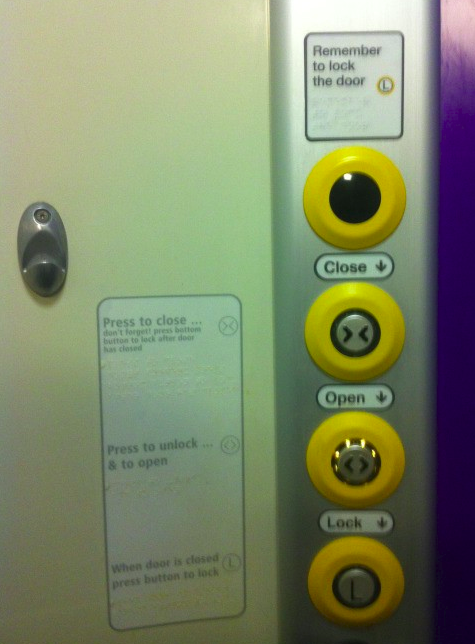 Remember
to lock
the door
L
Close
Open
Lock
L
Press to close ...
don't forget! press bottom
button to lock after door
has closed
Press to unlock ...
& to open
When door is closed
press button to lock
L